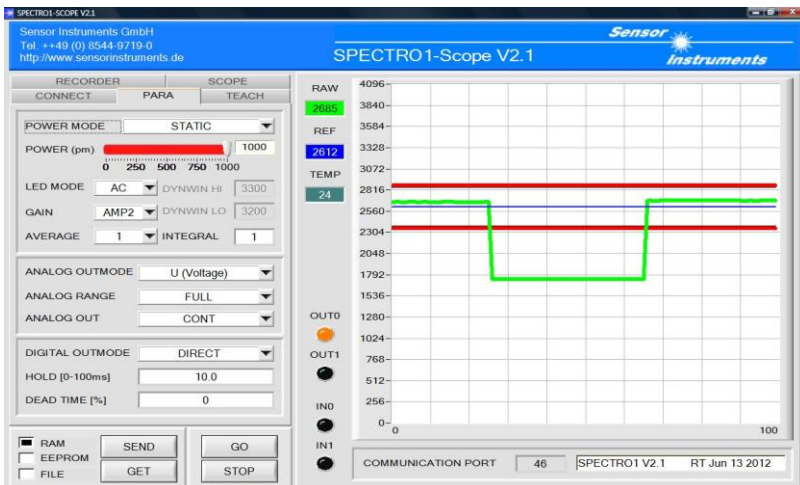 SPECTRO1-SCOPE V2.1
Sensor Instruments GmbH
Tel. ++49 (0) 8544-9719-0
http://www.sensorinstruments.de
SPECTRO1-Scope V2.1
Sensor
Instruments
RECORDER SCOPE
CONNECT PARA TEACH
POWER MODE STATIC
POWER (pm) 1000
0 250 500 750 1000
LED MODE AC DYNWIN HI 3300
GAIN AMP2 DYNWIN LO 3200
AVERAGE 1 INTEGRAL 1
ANALOG OUTMODE U (Voltage)
ANALOG RANGE FULL
ANALOG OUT CONT
DIGITAL OUTMODE DIRECT
HOLD [0-100ms] 10.0
DEAD TIME [%] 0
RAM
EEPROM
FILE
SEND GO
GET STOP
RAW
2685
REF
2612
TEMP
24
OUT0
OUT1
IN0
IN1
4096
3840
3584
3328
3072
2816
2560
2304
2048
1792
1536
1280
1024
768
512
256
0
0 100
COMMUNICATION PORT 46 SPECTRO1 V2.1 RT Jun 13 2012